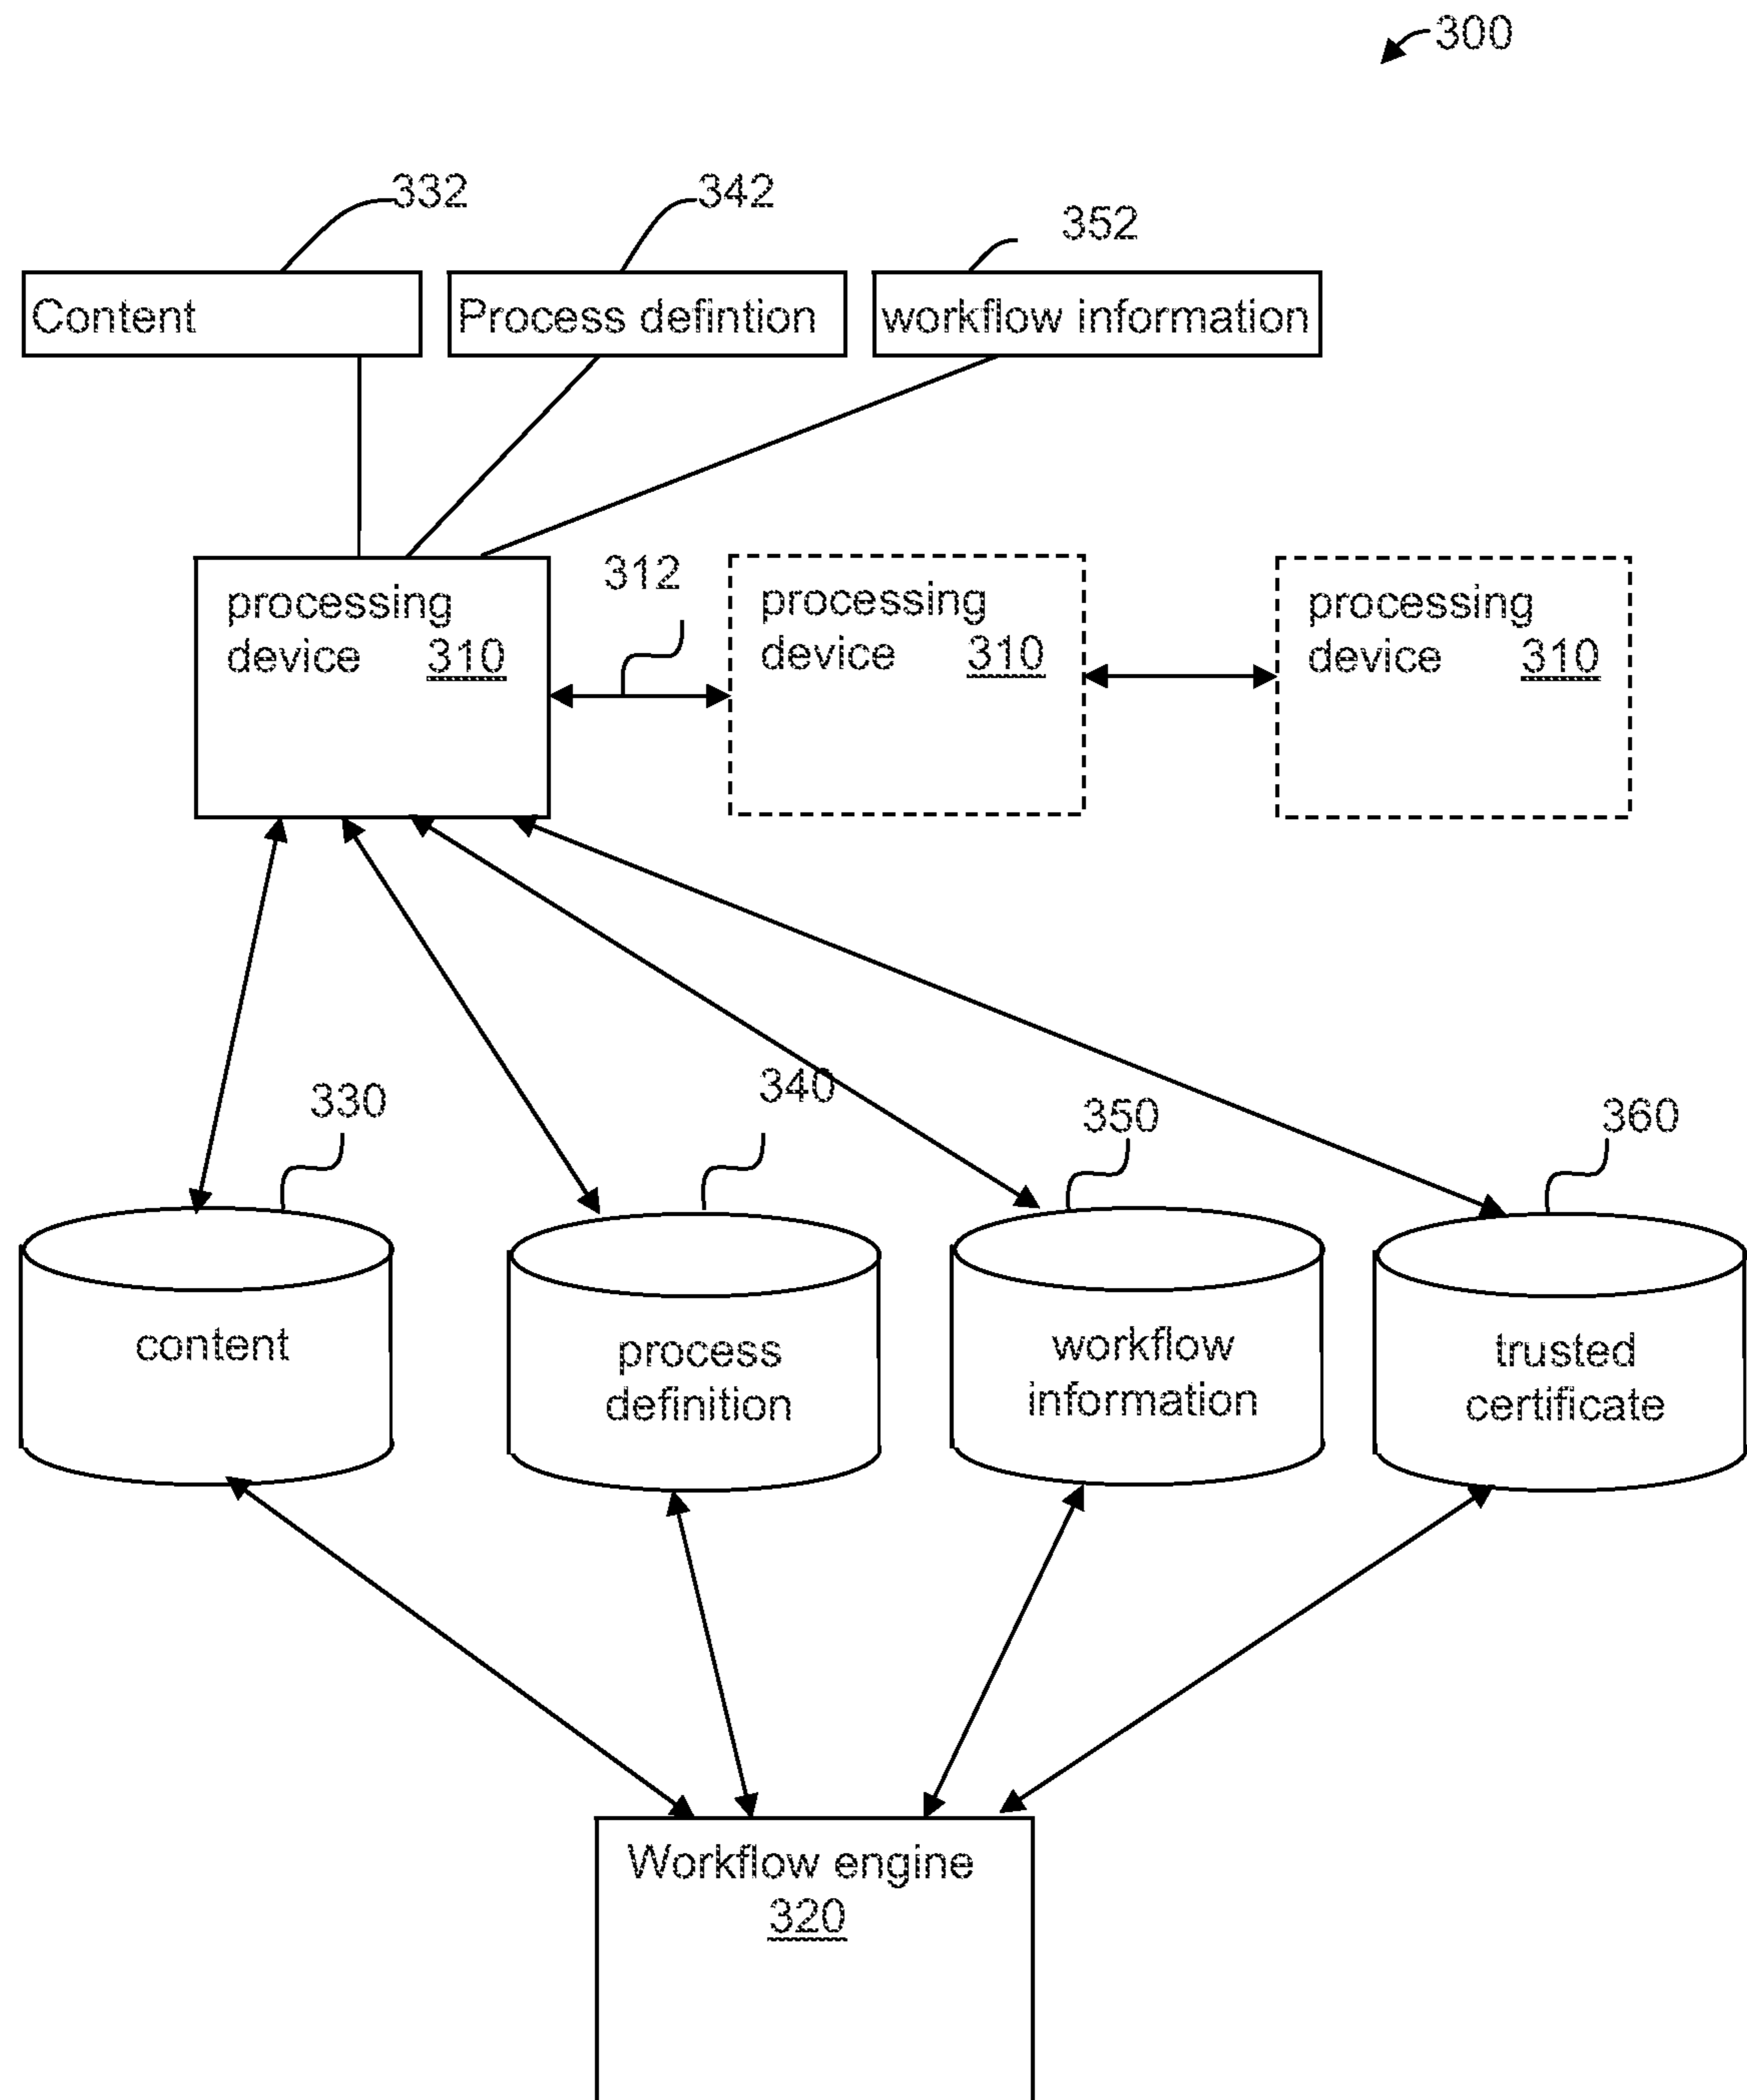 300
332
342
352
Content
Process defintion
workflow information
312
processing
device 310
processing
device 310
processing
device 310
330
340
350
360
content
process
definition
workflow
information
trusted
certificate
Workflow engine
320